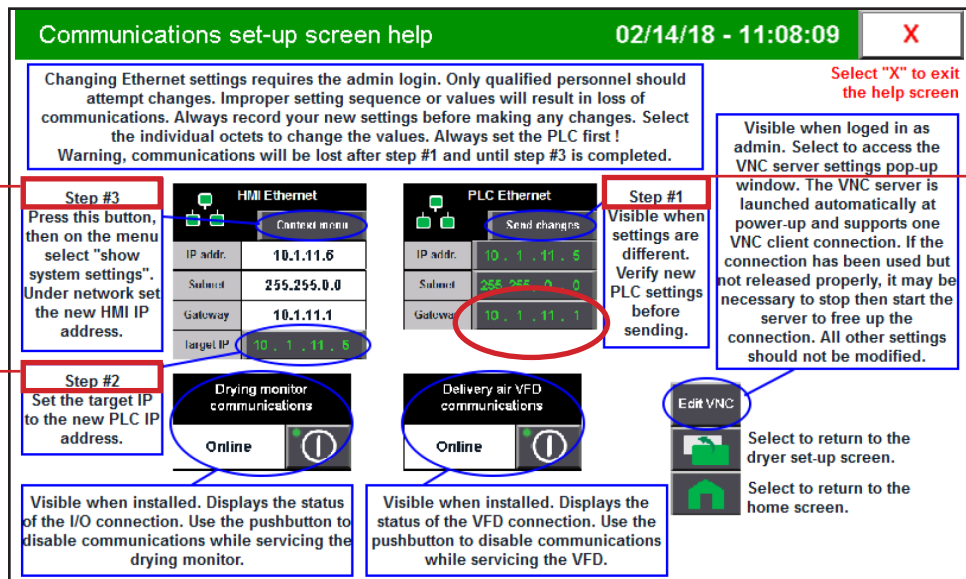 Communications set-up screen help
02/14/18 - 11:08:09
X
Changing Ethernet settings requires the admin login. Only qualified personnel should
attempt changes. Improper setting sequence or values will result in loss of
communications. Always record your new settings before making any changes. Select
the individual octets to change the values. Always set the PLC first !
Warning, communications will be lost after step #1 and until step #3 is completed.
Select "X" to exit
the help screen
Visible when loged in as
admin. Select to access the
VNC server settings pop-up
window. The VNC server is
launched automatically at
power-up and supports one
VNC client connection. If the
connection has been used but
not released properly, it may be
necessary to stop then start the
server to free up the
connection. All other settings
should not be modified.
Step #3
Press this button,
then on the menu
select "show
system settings".
Under network set
the new HMI IP
address.
HMI Ethernet
Context menu
IP addr.
10.1.11.6
Subnet
255.255.0.0
Gateway
10.1.11.1
Target IP
10 . 1 . 11 . 5
PLC Ethernet
Send changes
IP addr.
10 . 1 . 11 . 5
Subnet
255.255. 0 . 0
Gateway
10 . 1 . 11 . 1
Step #1
Visible when
settings are
different.
Verify new
PLC settings
before
sending.
Step #2
Set the target IP
to the new PLC IP
address.
Drying monitor
communications
Online
Delivery air VFD
communications
Online
Edit VNC
Select to return to the
dryer set-up screen.
Select to return to the
home screen.
Visible when installed. Displays the status
of the I/O connection. Use the pushbutton to
disable communications while servicing the
drying monitor.
Visible when installed. Displays the
status of the VFD connection. Use the
pushbutton to disable communications
while servicing the VFD.